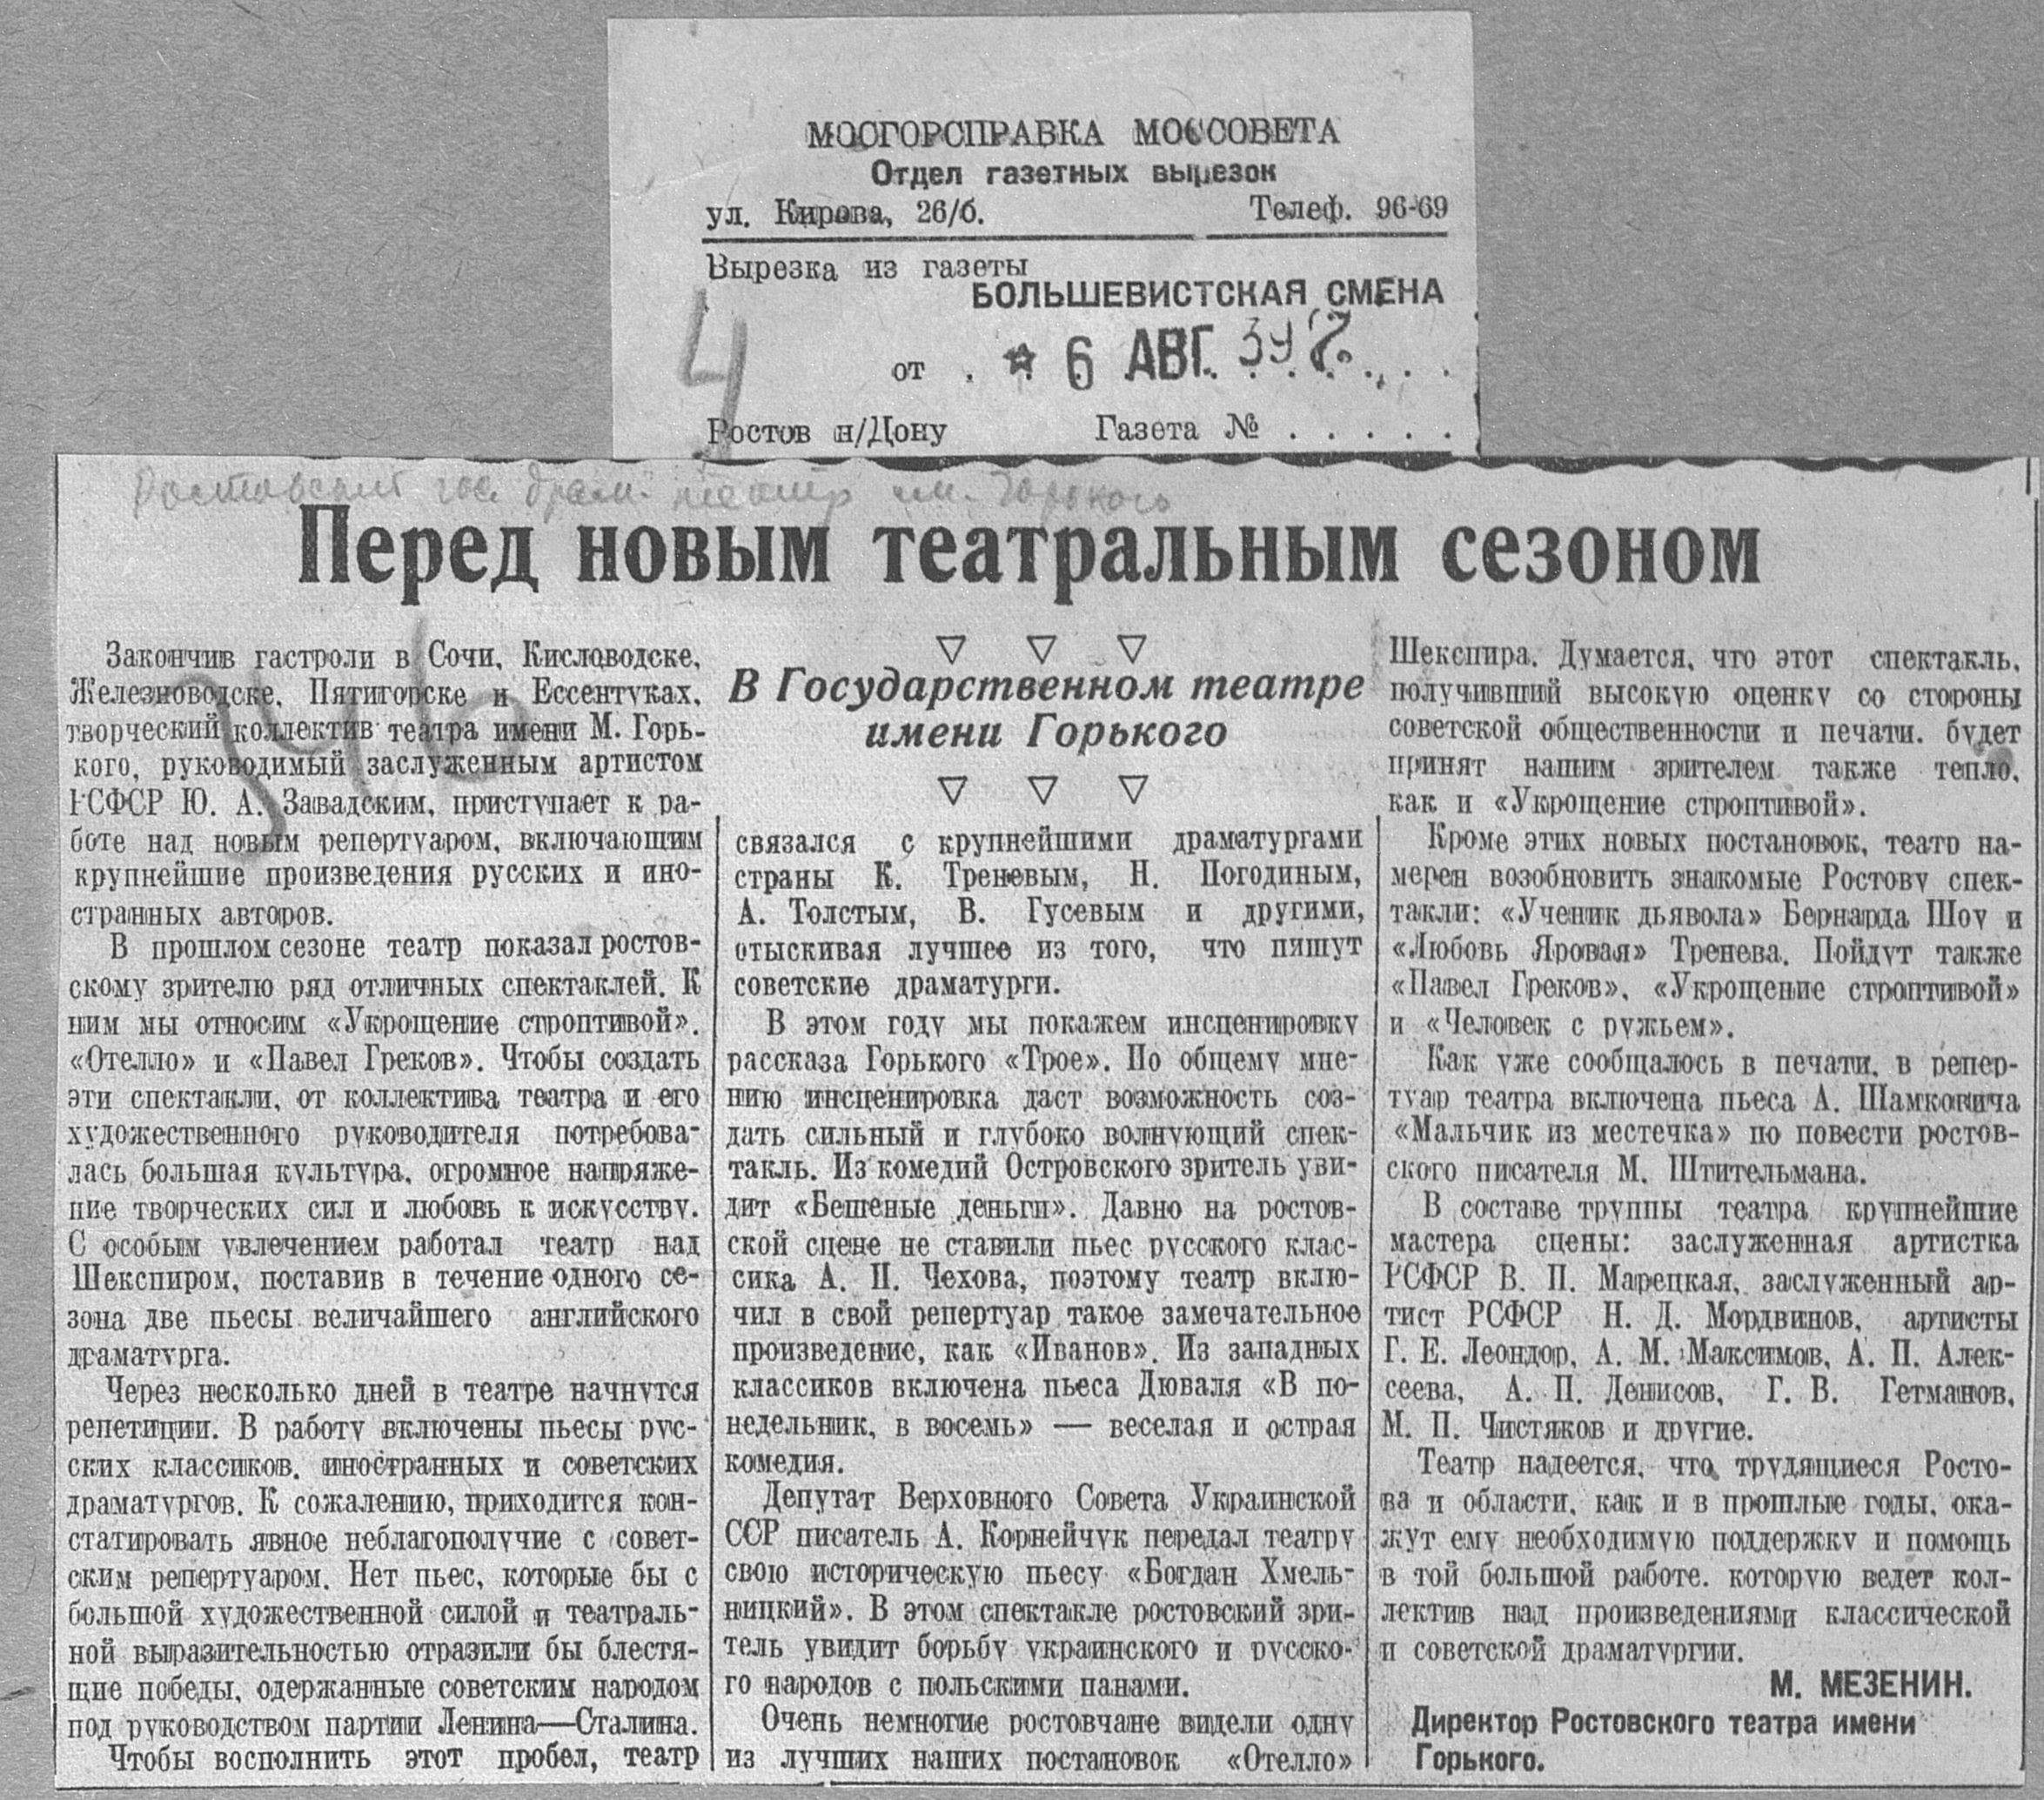 МОСГОРСПРАВКА МОССОВЕТА
Отдел газетных вырезок
ул. Кирова, 26/б. Телеф. 96-69
Вырезка из газеты
БОЛЬШЕВИСТСКАЯ СМЕНА
4
от . 6 АВГ. 39 г. . .
Ростов н/Дону Газета № . . . . .
Ростовский гос. драм. театр им. Горького
Перед новым театральным сезоном
Закончив гастроли в Сочи, Кисловодске,
Железноводске, Пятигорске и Ессентуках,
творческий коллектив театра имени М. Горь-
кого, руководимый заслуженным артистом
РСФСР Ю. А. Завадским, приступает к ра-
боте над новым репертуаром, включающим
крупнейшие произведения русских и ино-
странных авторов.
В прошлом сезоне театр показал ростов-
скому зрителю ряд отличных спектаклей. К
ним мы относим «Укрощение строптивой»,
«Отелло» и «Павел Греков». Чтобы создать
эти спектакли, от коллектива театра и его
художественного руководителя потребова-
лась большая культура, огромное напряже-
ние творческих сил и любовь к искусству.
С особым увлечением работал театр над
Шекспиром, поставив в течение одного се-
зона две пьесы величайшего английского
драматурга.
Через несколько дней в театре начнутся
репетиции. В работу включены пьесы рус-
ских классиков, иностранных и советских
драматургов. К сожалению, приходится кон-
статировать явное неблагополучие с совет-
ским репертуаром. Нет пьес, которые бы с
большой художественной силой и театраль-
ной выразительностью отразили бы блестя-
щие победы, одержанные советским народом
под руководством партии Ленина—Сталина.
Чтобы восполнить этот пробел, театр
В Государственном театре
имени Горького
связался с крупнейшими драматургами
страны К. Треневым, Н. Погодиным,
А. Толстым, В. Гусевым и другими,
отыскивая лучшее из того, что пишут
советские драматурги.
В этом году мы покажем инсценировку
рассказа Горького «Трое». По общему мне-
нию инсценировка даст возможность соз-
дать сильный и глубоко волнующий спек-
такль. Из комедий Островского зритель уви-
дит «Бешеные деньги». Давно на ростов-
ской сцене не ставили пьес русского клас-
сика А. П. Чехова, поэтому театр вклю-
чил в свой репертуар такое замечательное
произведение, как «Иванов». Из западных
классиков включена пьеса Дюваля «В по-
недельник, в восемь» — веселая и острая
комедия.
Депутат Верховного Совета Украинской
ССР писатель А. Корнейчук передал театру
свою историческую пьесу «Богдан Хмель-
ницкий». В этом спектакле ростовский зри-
тель увидит борьбу украинского и русско-
го народов с польскими панами.
Очень немногие ростовчане видели одну
из лучших наших постановок «Отелло»
Шекспира. Думается, что этот спектакль,
получивший высокую оценку со стороны
советской общественности и печати, будет
принят нашим зрителем также тепло,
как и «Укрощение строптивой».
Кроме этих новых постановок, театр на-
мерен возобновить знакомые Ростову спек-
такли: «Ученик дьявола» Бернарда Шоу и
«Любовь Яровая» Тренева. Пойдут также
«Павел Греков», «Укрощение строптивой»
и «Человек с ружьем».
Как уже сообщалось в печати, в репер-
туар театра включена пьеса А. Шамковича
«Мальчик из местечка» по повести ростов-
ского писателя М. Штительмана.
В составе труппы театра крупнейшие
мастера сцены: заслуженная артистка
РСФСР В. П. Марецкая, заслуженный ар-
тист РСФСР Н. Д. Мордвинов, артисты
Г. Е. Леондор, А. М. Максимов, А. П. Алек-
сеева, А. П. Денисов, Г. В. Гетманов,
М. П. Чистяков и другие.
Театр надеется, что трудящиеся Росто-
ва и области, как и в прошлые годы, ока-
жут ему необходимую поддержку и помощь
в той большой работе, которую ведет кол-
лектив над произведениями классической
и советской драматургии.
М. МЕЗЕНИН.
Директор Ростовского театра имени
Горького.